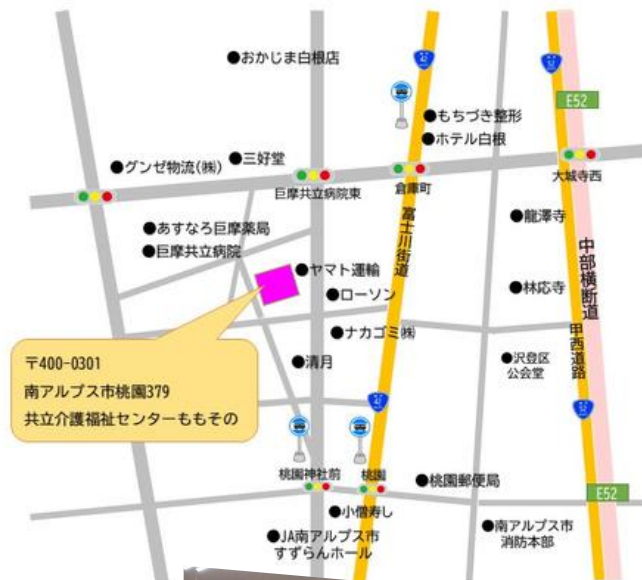 42
52
●おかじま白根店
E52
●もちづき整形
●ホテル白根
●三好堂
●グンゼ物流(株)
巨摩共立病院東
倉庫町
大城寺西
●あすなろ巨摩薬局
●巨摩共立病院
富士川街道
●龍澤寺
中部横断道
●ヤマト運輸
●ローソン
●林応寺
●ナカゴミ㈱
甲西道路
●清月
●沢登区
公会堂
〒400-0301
南アルプス市桃園379
共立介護福祉センターももその
42
52
桃園神社前
桃園
●桃園郵便局
E52
●小僧寿し
●JA南アルプス市
すずらんホール
●南アルプス市
消防本部